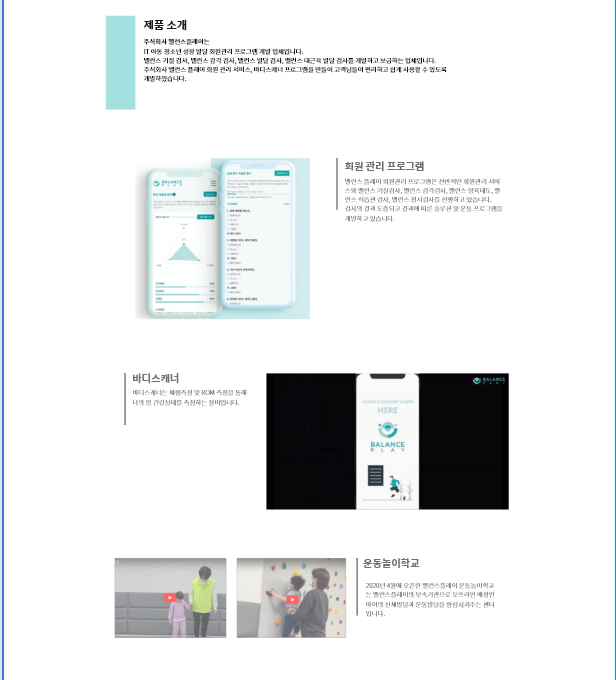 제품 소개
주식회사 밸런스플레이는
IT 아동 청소년 성장 발달 회원관리 프로그램 개발 업체입니다.
밸런스 기질 검사, 밸런스 감각 검사, 밸런스 발달 검사, 밸런스 대근육 발달 검사를 개발하고 보급하는 업체입니다.
주식회사 밸런스 플레이 회원 관리 서비스, 바디스캐너 프로그램을 만들어 고객님들이 편리하고 쉽게 사용할 수 있도록
개발하였습니다.
BALANCE
PLAY
회원 관리 프로그램
밸런스 플레이 회원관리 프로그램은 전반적인 회원관리 서비
스와 밸런스 기질검사, 밸런스 감각검사, 밸런스 양육태도, 밸
런스 식습관 검사, 밸런스 정서검사를 진행하고 있습니다.
검사의 결과 도출되고 결과에 따른 솔루션 및 운동 프로그램을
개발하고 있습니다.
바디스캐너
바디스캐너는 체형측정 및 ROM 측정을 통해
나의 몸 건강상태를 측정하는 장비입니다.
BALANCE
PLAY
HERE
BALANCE
PLAY
운동놀이학교
2020년 4월에 오픈한 밸런스플레이 운동놀이학교
는 밸런스플레이의 부속기관으로 오프라인 매장인
아이의 신체발달과 운동발달을 향상시켜주는 센터
입니다.